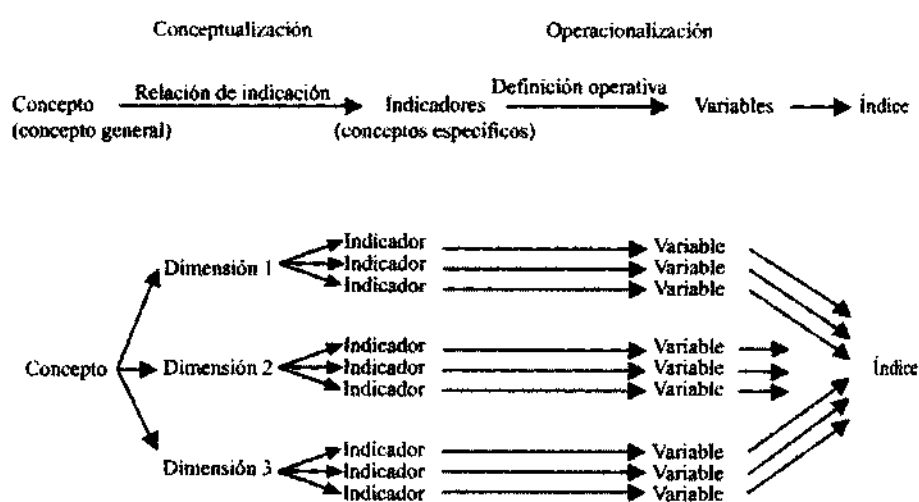 Conceptualización Operacionalización
Relación de indicación Definición operativa
Concepto Indicadores Variables Índice
(concepto general) (conceptos específicos)
Indicador Variable
Dimensión 1 Indicador Variable
Indicador Variable
Indicador Variable
Concepto Dimensión 2 Indicador Variable Índice
Indicador Variable
Indicador Variable
Dimensión 3 Indicador Variable
Indicador Variable